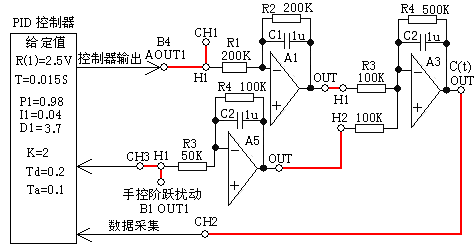 PID 控制器
给定值
R(1)=2.5V
T=0.015S
P1=0.98
I1=0.04
D1=3.7
K=2
Td=0.2
Ta=0.1
控制器输出
B4
AOUT1
CH1
H1
R1
200K
R2 200K
C1 1u
A1
OUT
H1
R3
100K
H2 100K
R4 500K
C2 1u
A3
C(t)
OUT
R4 100K
C2 1u
A5
OUT
CH3 H1
R3
50K
手控阶跃扰动
B1 OUT1
数据采集
CH2